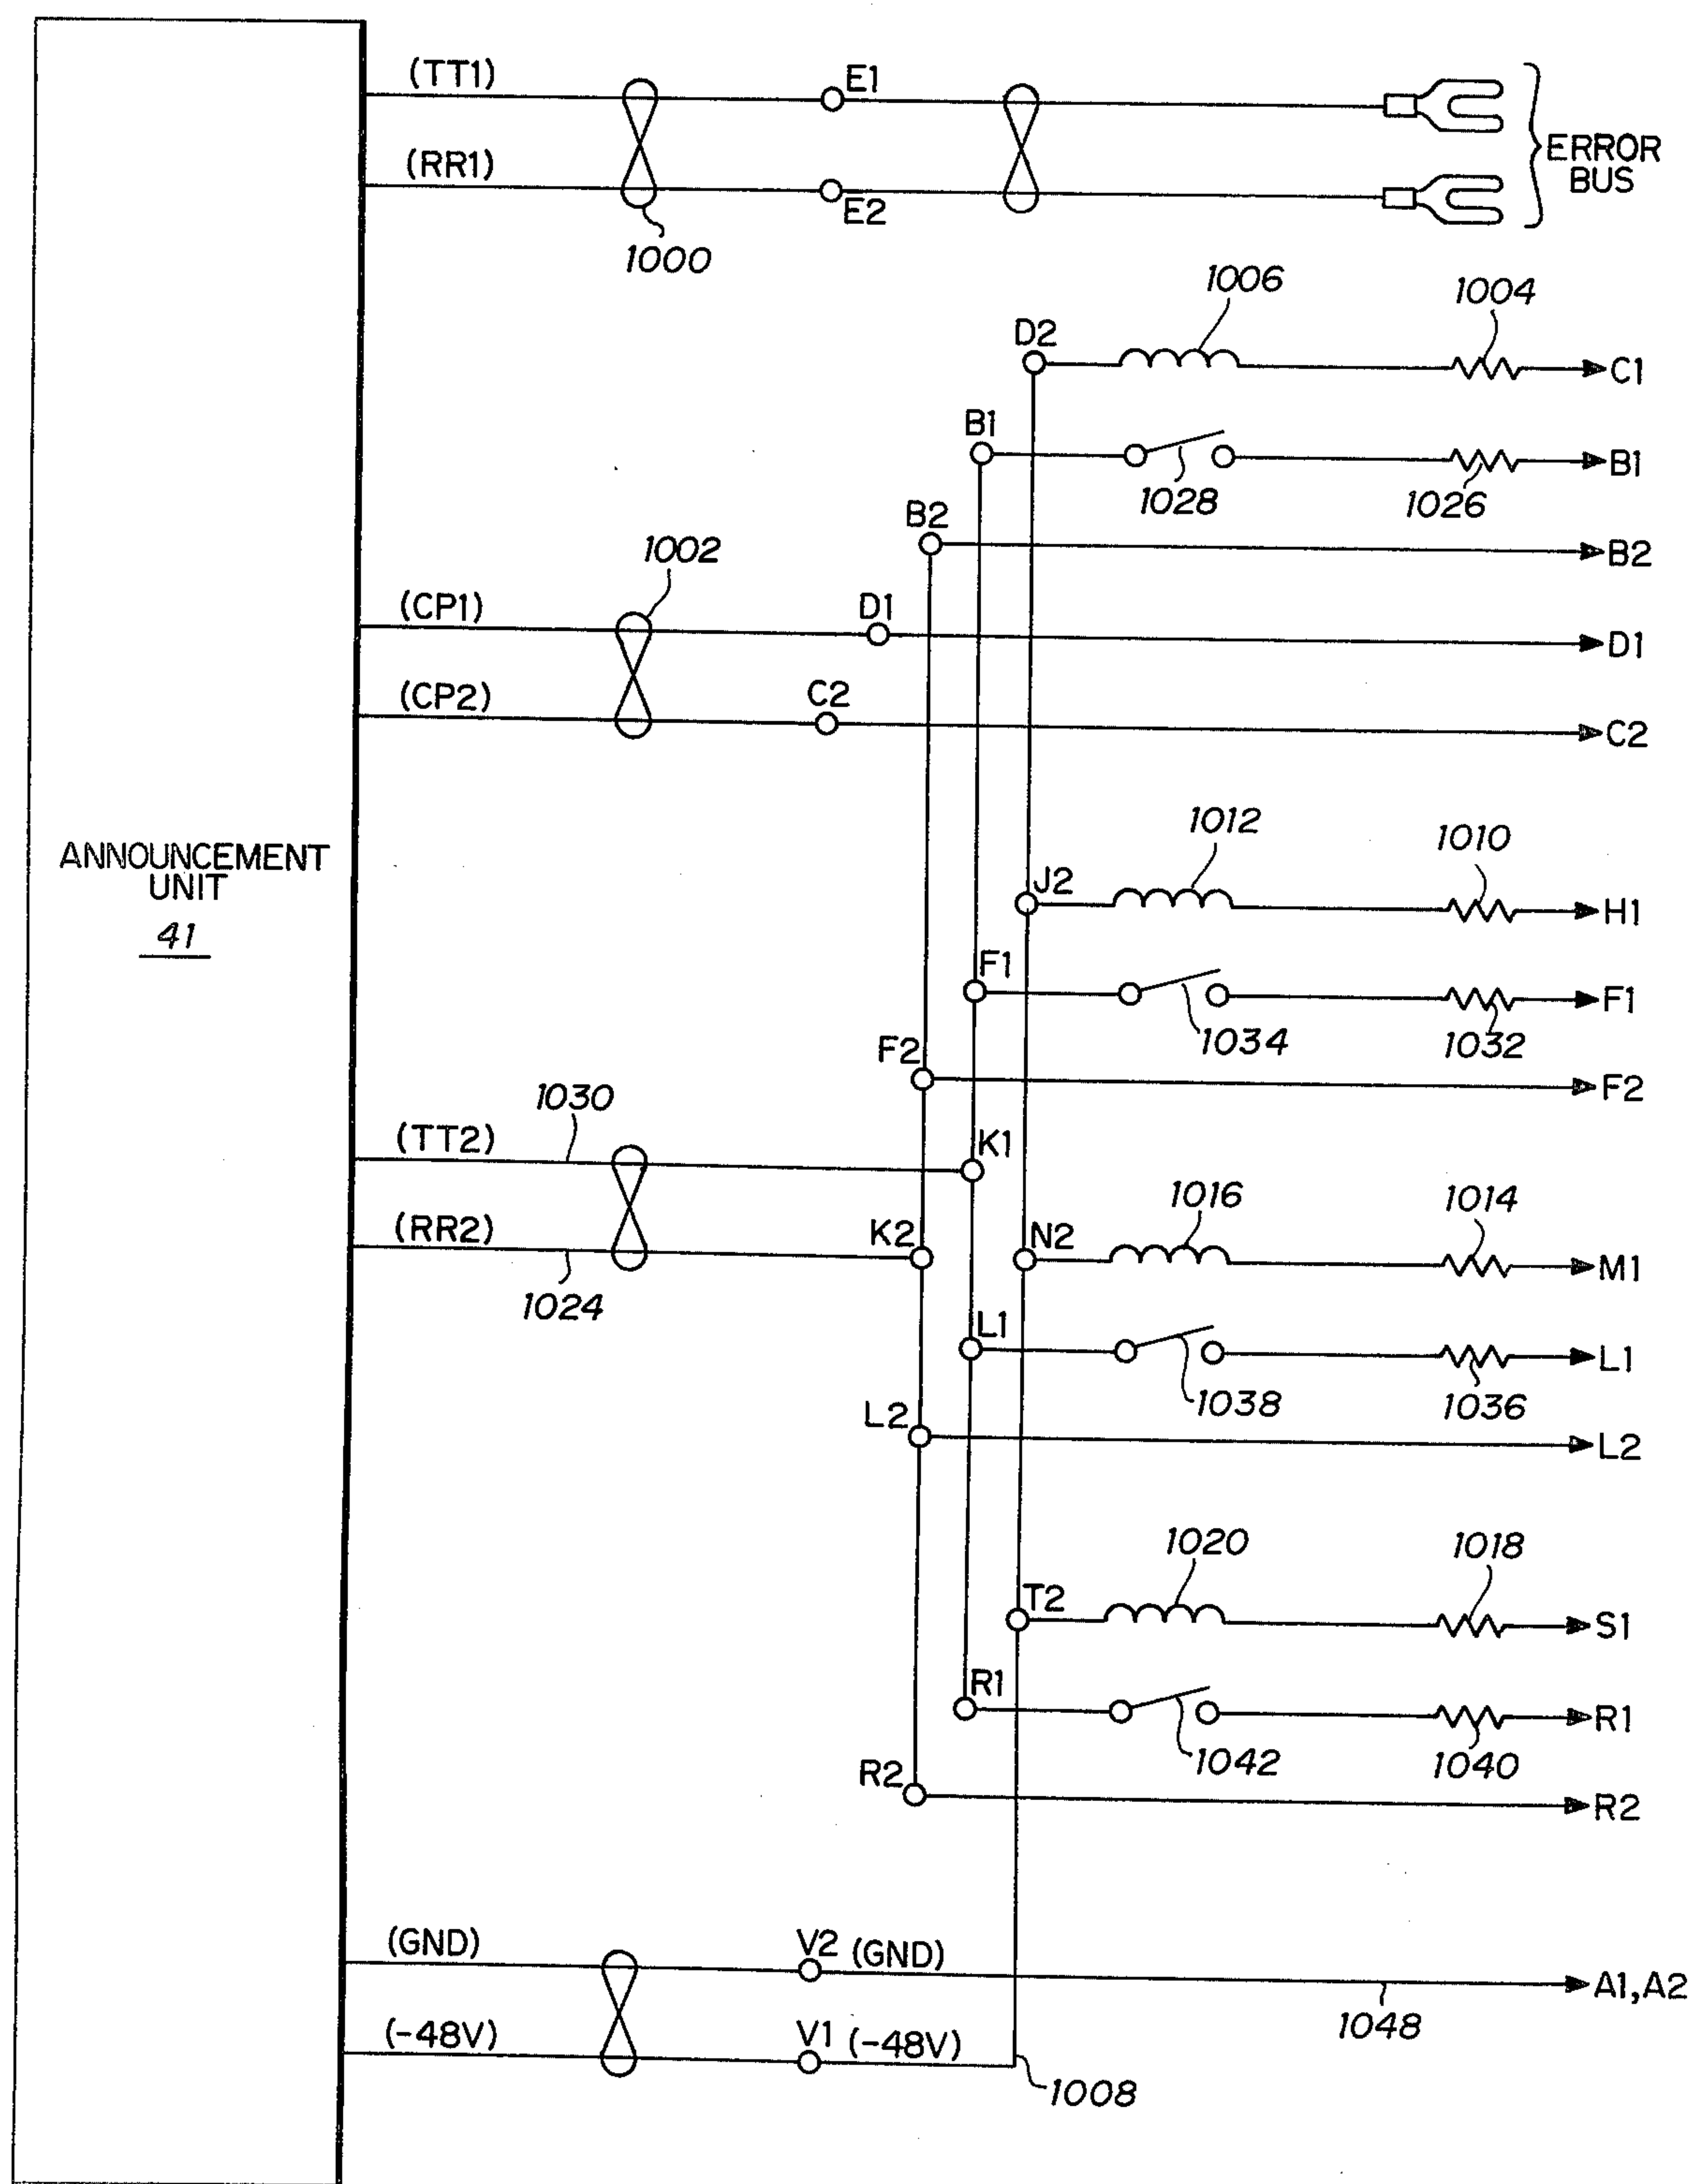 (TT1)
E1
(RR1)
E2
ERROR
BUS
1000
1006
1004
D2
C1
B1
B1
1028
1026
B2
B2
1002
(CP1)
D1
D1
(CP2)
C2
C2
1012
1010
ANNOUNCEMENT
UNIT
41
J2
H1
F1
F1
1034
1032
F2
F2
1030
(TT2)
K1
1016
1014
(RR2)
K2
N2
M1
1024
L1
L1
1038
1036
L2
L2
1020
1018
T2
S1
R1
R1
1042
1040
R2
R2
(GND)
V2 (GND)
A1,A2
1048
(-48V)
V1 (-48V)
1008